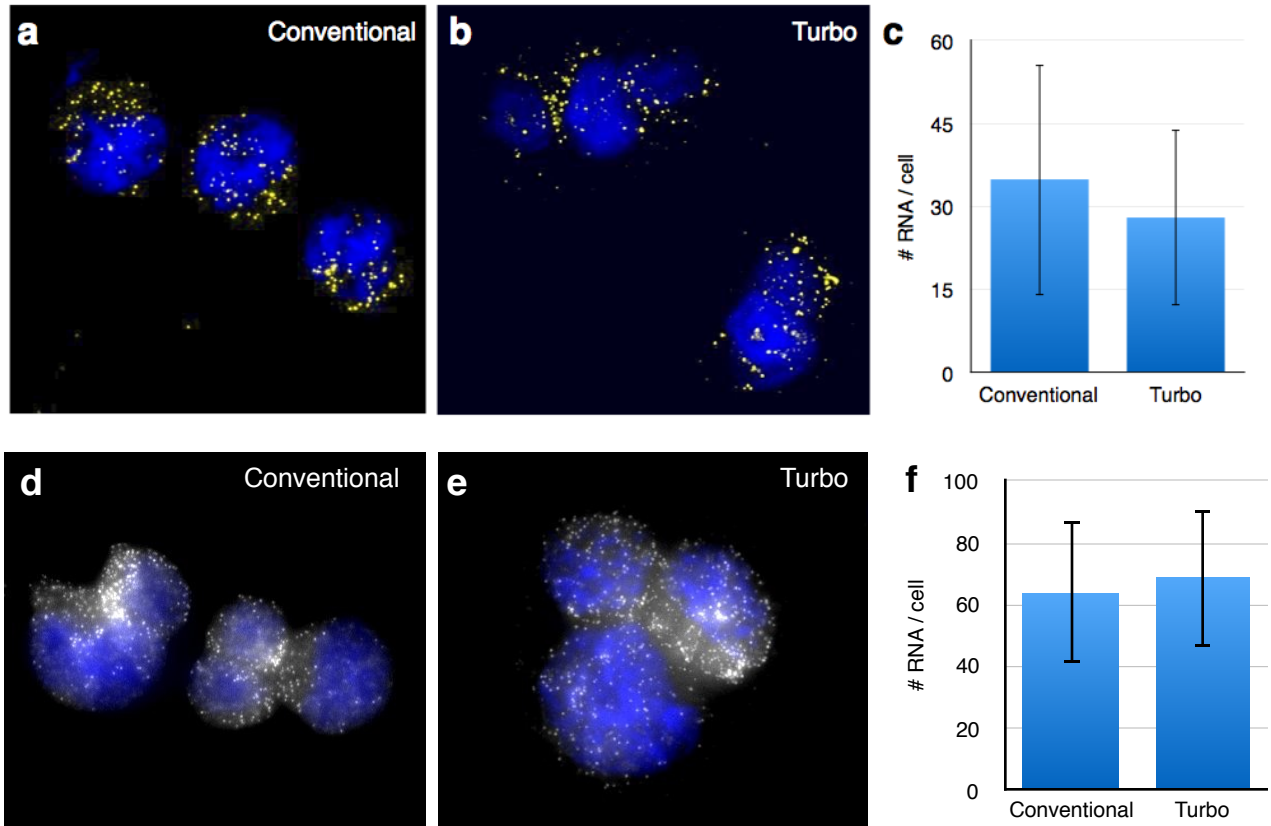 a Conventional
b Turbo
c
60
45
30
15
0
# RNA / cell
Conventional Turbo
d Conventional
e Turbo
f
100
80
60
40
20
0
# RNA / cell
Conventional Turbo